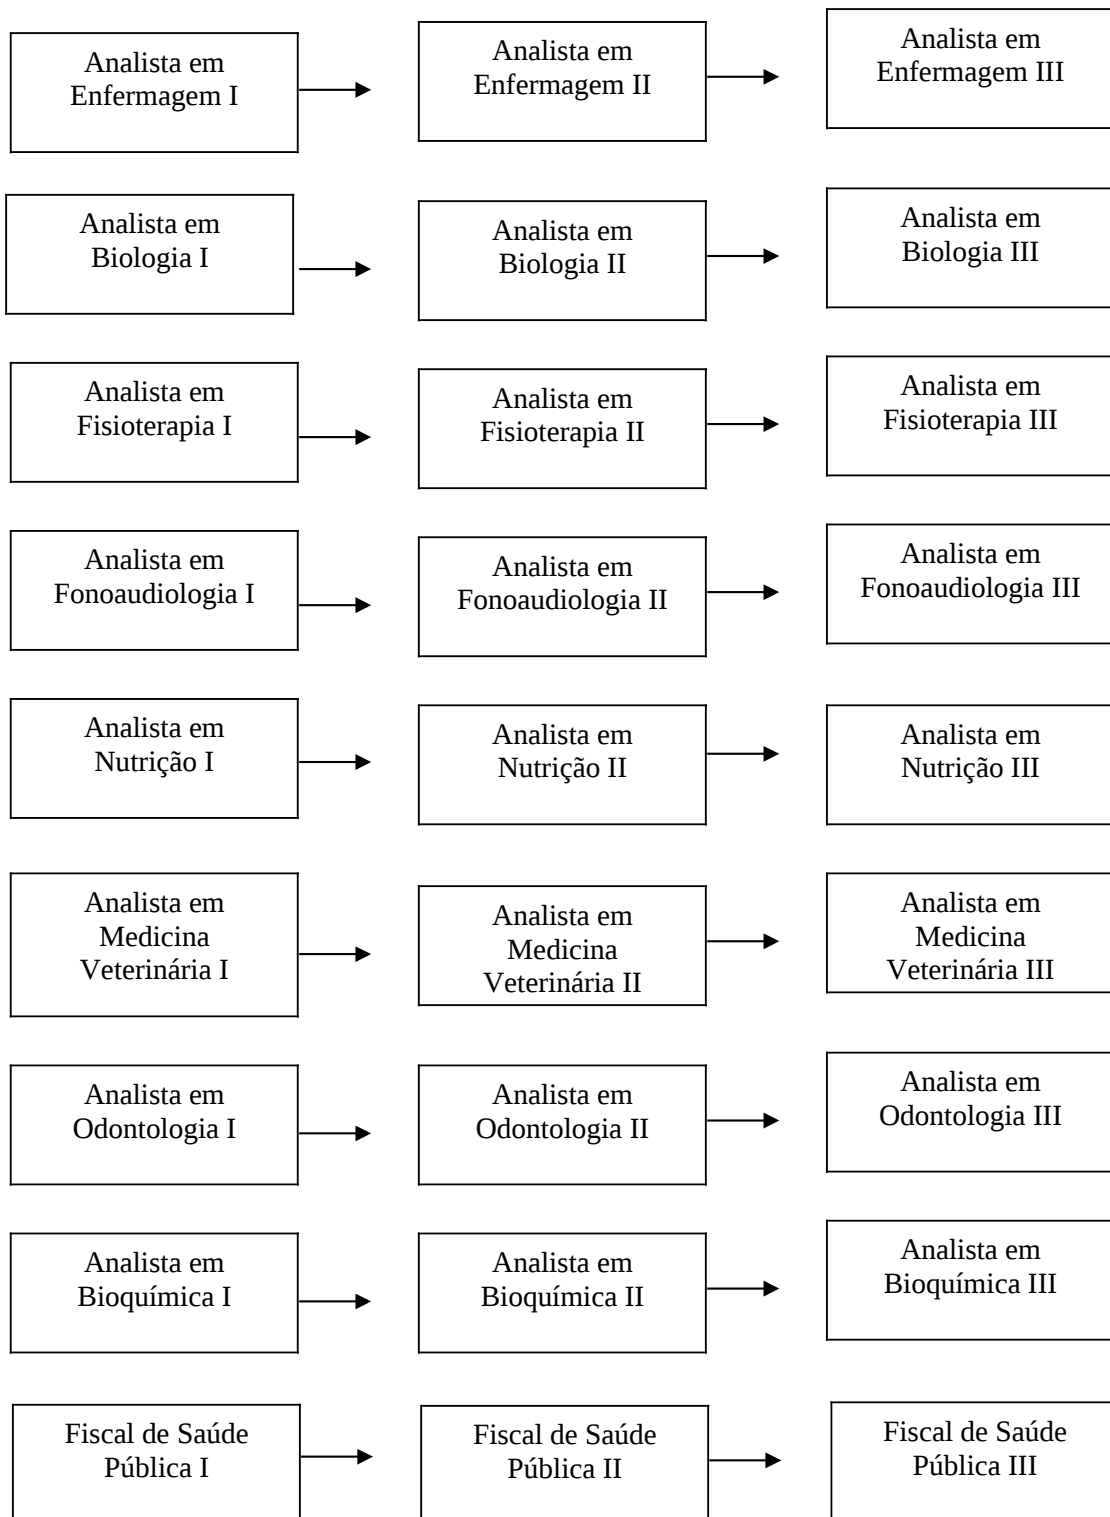 Analista em
Enfermagem I
Analista em
Enfermagem II
Analista em
Enfermagem III
Analista em
Biologia I
Analista em
Biologia II
Analista em
Biologia III
Analista em
Fisioterapia I
Analista em
Fisioterapia II
Analista em
Fisioterapia III
Analista em
Fonoaudiologia I
Analista em
Fonoaudiologia II
Analista em
Fonoaudiologia III
Analista em
Nutrição I
Analista em
Nutrição II
Analista em
Nutrição III
Analista em
Medicina
Veterinária I
Analista em
Medicina
Veterinária II
Analista em
Medicina
Veterinária III
Analista em
Odontologia I
Analista em
Odontologia II
Analista em
Odontologia III
Analista em
Bioquímica I
Analista em
Bioquímica II
Analista em
Bioquímica III
Fiscal de Saúde
Pública I
Fiscal de Saúde
Pública II
Fiscal de Saúde
Pública III